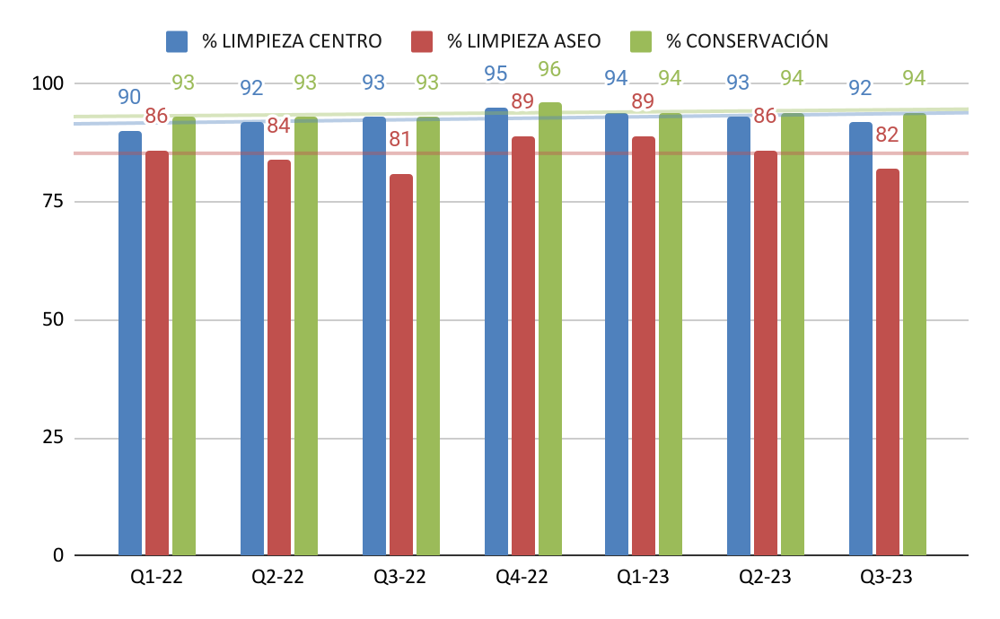 % LIMPIEZA CENTRO % LIMPIEZA ASEO % CONSERVACIÓN
100
75
50
25
0
90 86 93
92 84 93
93 81 93
95 89 96
94 89 94
93 86 94
92 82 94
Q1-22 Q2-22 Q3-22 Q4-22 Q1-23 Q2-23 Q3-23